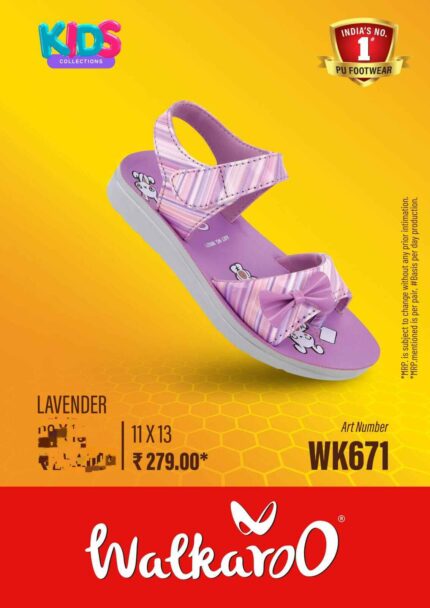 KIDS
COLLECTIONS
INDIA'S NO.
1#
PU FOOTWEAR
*MRP. is subject to change without any prior intimation.
*MRP.mentioned is per pair. #Basis per day production.
LAVENDER
11 X 13
₹ 279.00*
Art Number
WK671
Walkaroo®